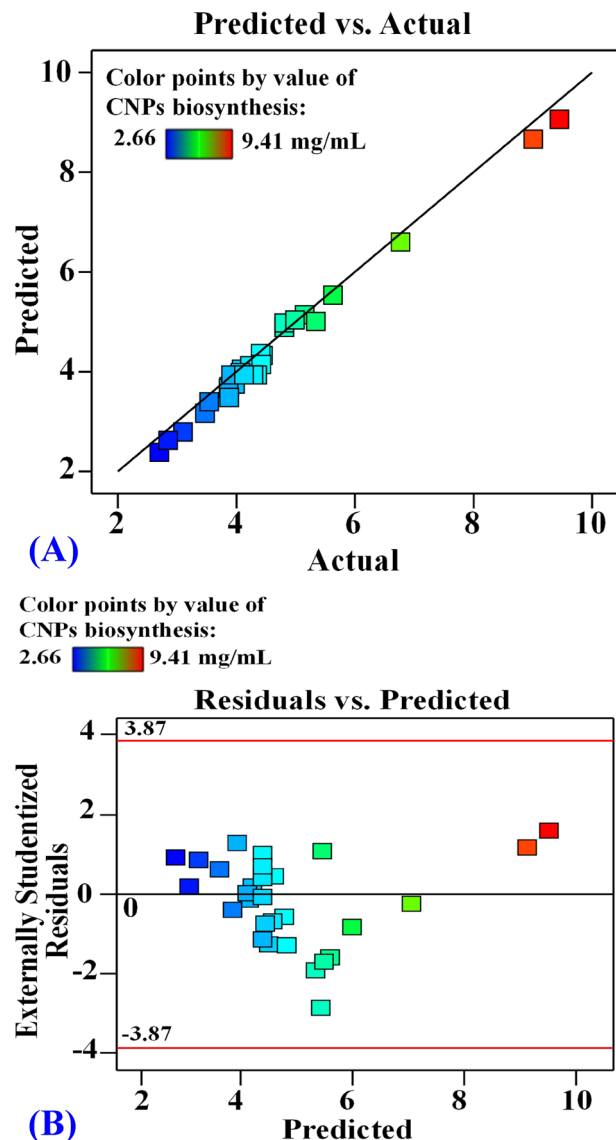 Predicted vs. Actual
Color points by value of
CNPs biosynthesis:
2.66 9.41 mg/mL
10
8
6
4
2
Predicted
2 4 6 8 10
Actual
(A)
Color points by value of
CNPs biosynthesis:
2.66 9.41 mg/mL
Residuals vs. Predicted
4
2
0
-2
-4
Externally Studentized
Residuals
3.87
0
-3.87
2 4 6 8 10
Predicted
(B)